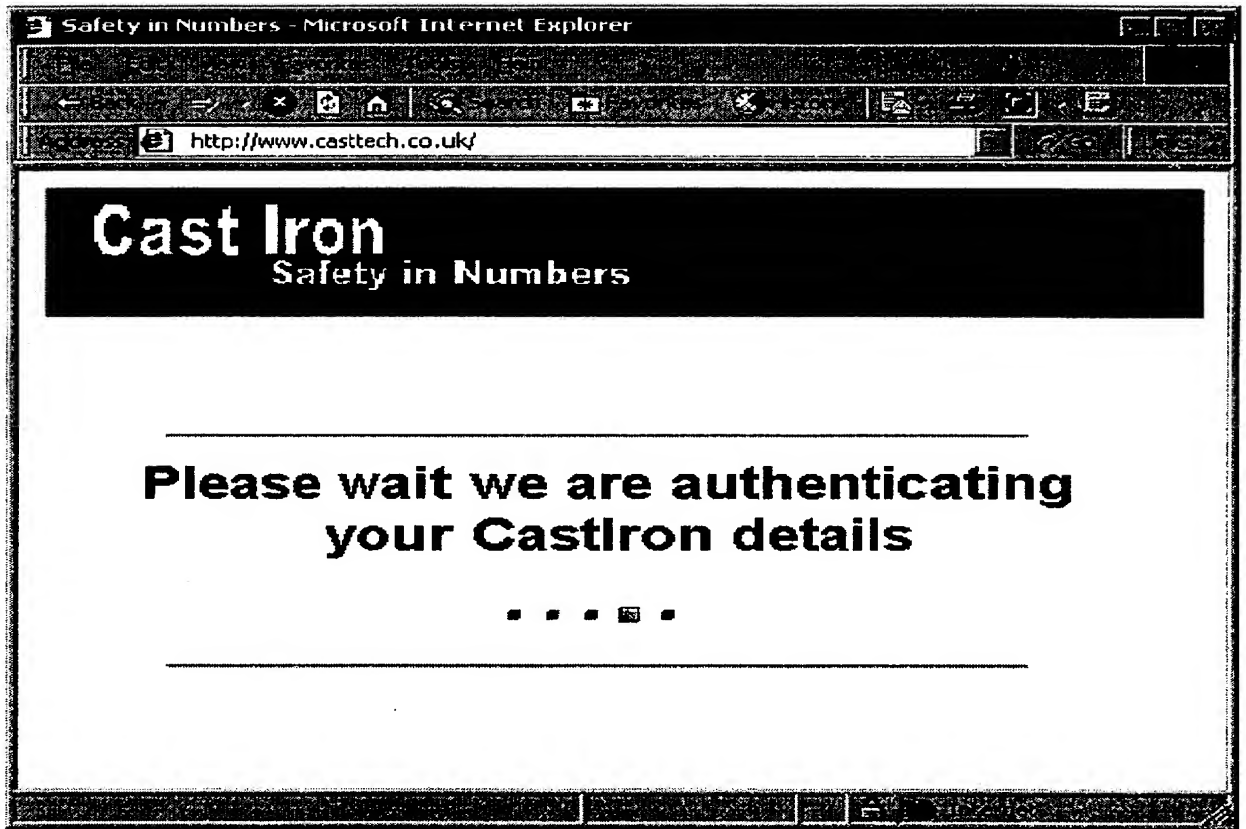 Safety in Numbers - Microsoft Internet Explorer
http://www.casttech.co.uk/
Cast Iron
Safety in Numbers
Please wait we are authenticating
your CastIron details